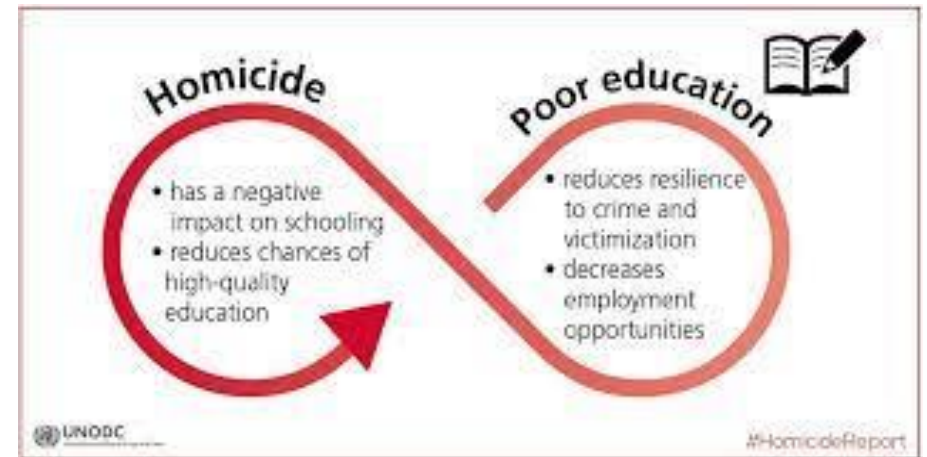 Homicide
• has a negative
impact on schooling
• reduces chances of
high-quality
education
Poor education
• reduces resilience
to crime and
victimization
• decreases
employment
opportunities
UNODC
#HomicideReport